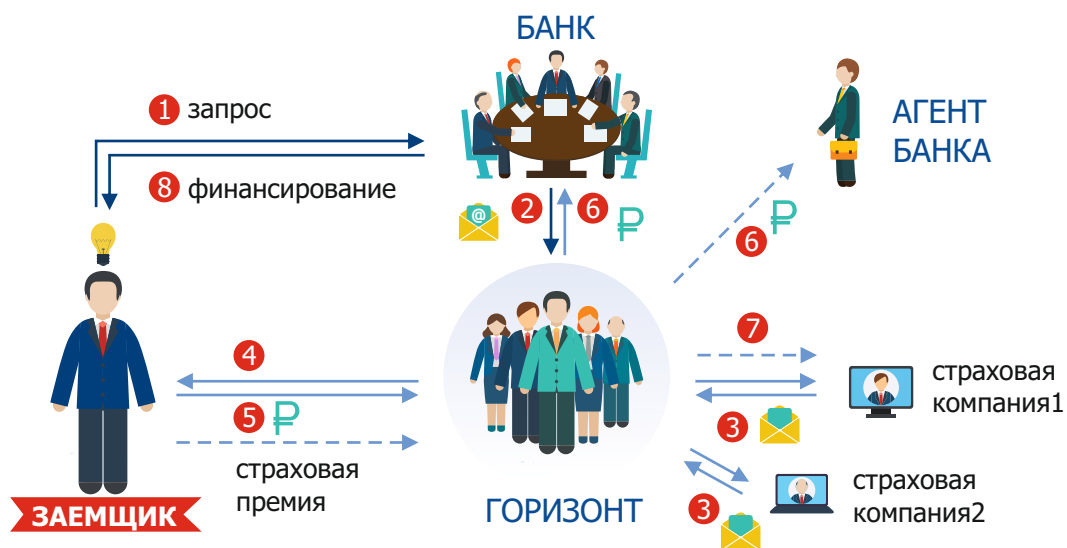 БАНК
1 запрос
8 финансирование
АГЕНТ
БАНКА
@
2
6 ₽
6 ₽
4
5 ₽
страховая
премия
ЗАЕМЩИК
ГОРИЗОНТ
7
3
страховая
компания1
3
страховая
компания2